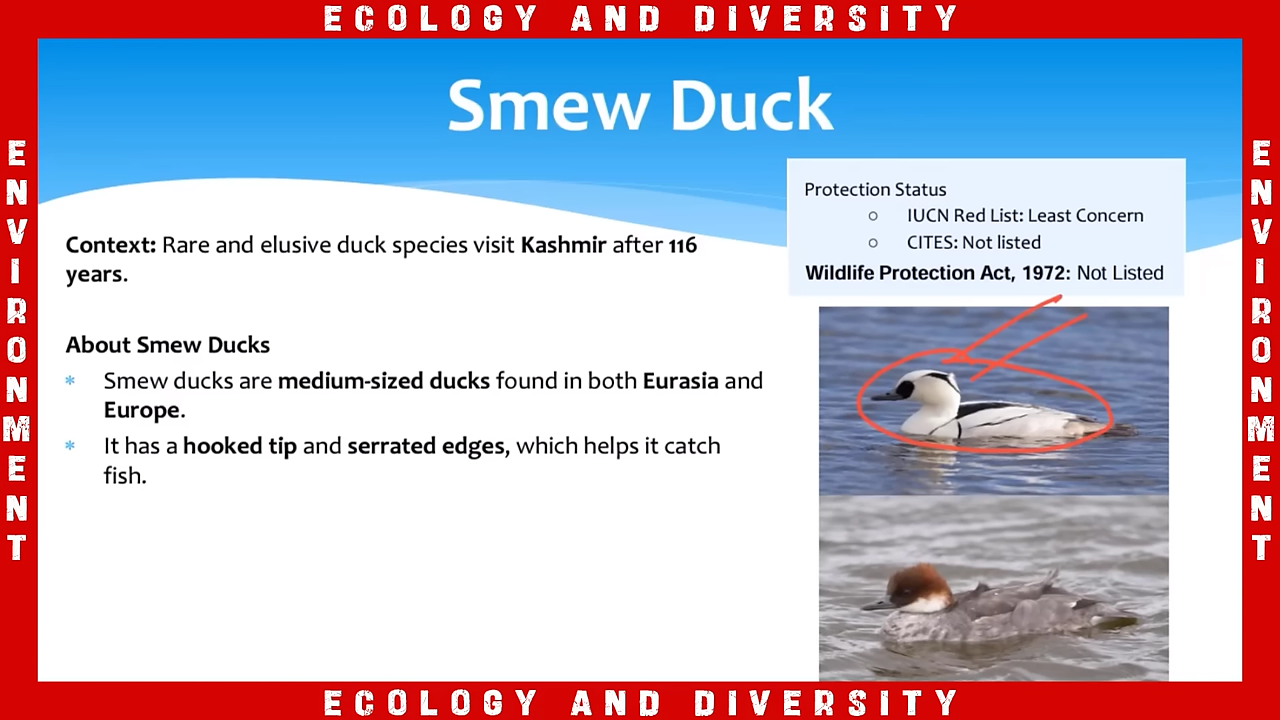 ECOLOGY AND DIVERSITY
ENVIRONMENT
Smew Duck
Protection Status
○ IUCN Red List: Least Concern
○ CITES: Not listed
Wildlife Protection Act, 1972: Not Listed
Context: Rare and elusive duck species visit Kashmir after 116
years.
About Smew Ducks
* Smew ducks are medium-sized ducks found in both Eurasia and
Europe.
* It has a hooked tip and serrated edges, which helps it catch
fish.
ENVIRONMENT
ECOLOGY AND DIVERSITY